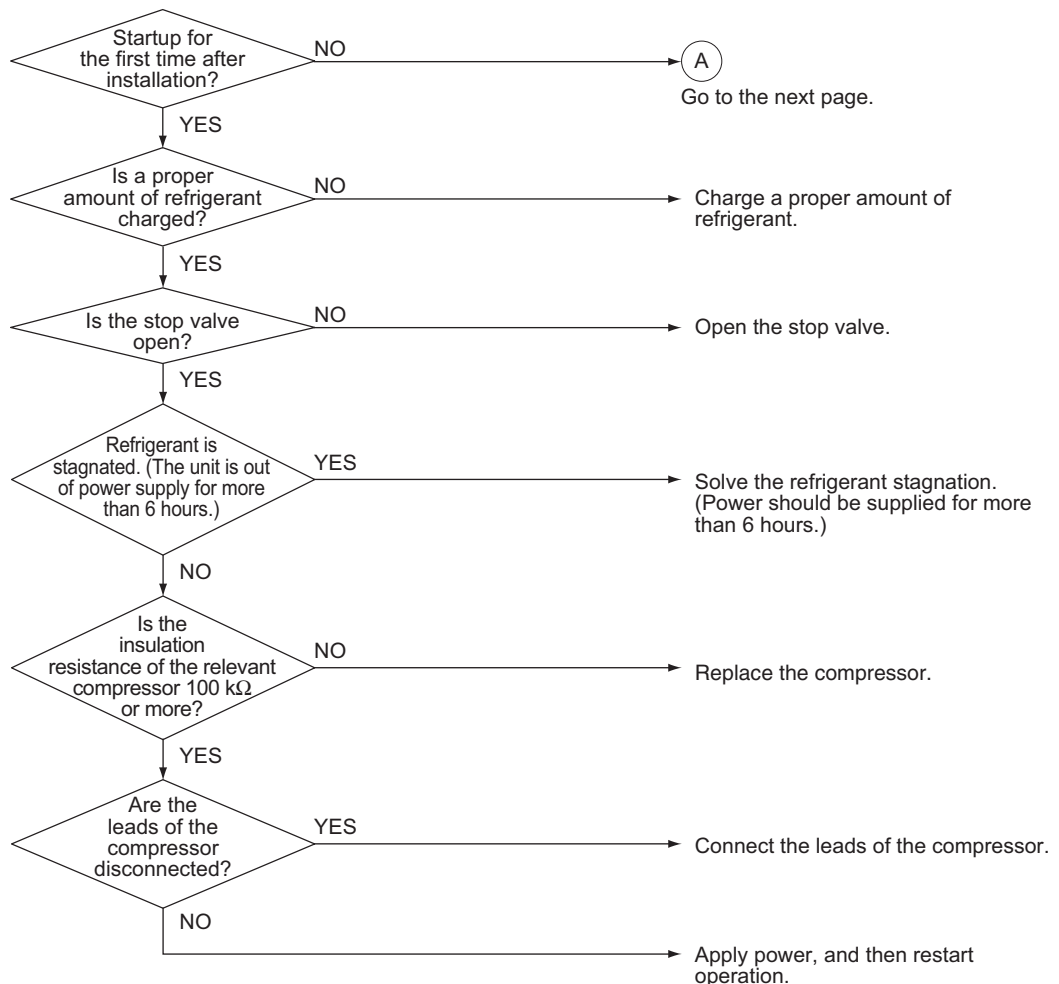 Startup for
the first time after
installation?
NO
A
Go to the next page.
YES
Is a proper
amount of refrigerant
charged?
NO
Charge a proper amount of
refrigerant.
YES
Is the stop valve
open?
NO
Open the stop valve.
YES
Refrigerant is
stagnated. (The unit is out
of power supply for more
than 6 hours.)
YES
Solve the refrigerant stagnation.
(Power should be supplied for more
than 6 hours.)
NO
Is the
insulation
resistance of the relevant
compressor 100 kΩ
or more?
NO
Replace the compressor.
YES
Are the
leads of the
compressor
disconnected?
YES
Connect the leads of the compressor.
NO
Apply power, and then restart
operation.